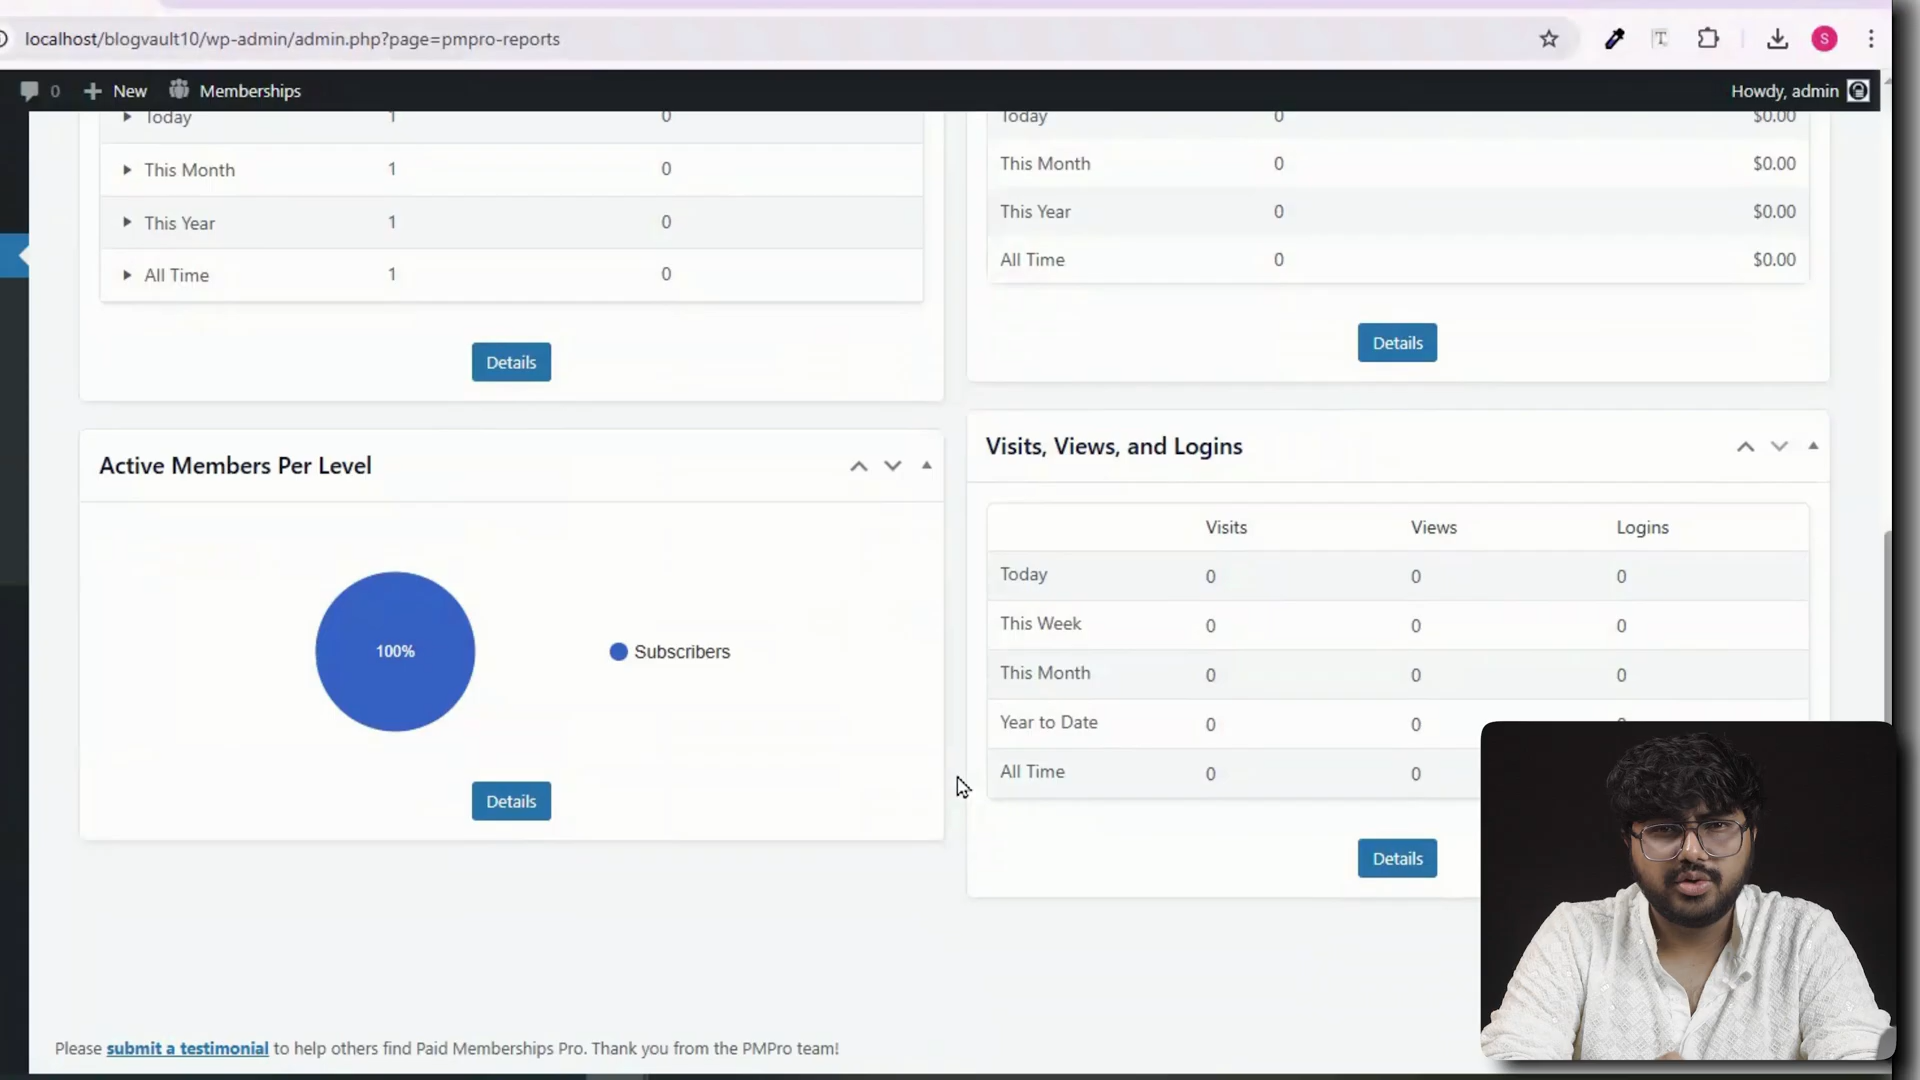 localhost/blogvault10/wp-admin/admin.php?page=pmpro-reports
S
0 New Memberships Howdy, admin
Today 1 0
This Month 1 0
This Year 1 0
All Time 1 0
Details
Today 0 $0.00
This Month 0 $0.00
This Year 0 $0.00
All Time 0 $0.00
Details
Active Members Per Level
100%
Subscribers
Details
Visits, Views, and Logins
Visits Views Logins
Today 0 0 0
This Week 0 0 0
This Month 0 0 0
Year to Date 0 0
All Time 0 0
Details
Please submit a testimonial to help others find Paid Memberships Pro. Thank you from the PMPro team!